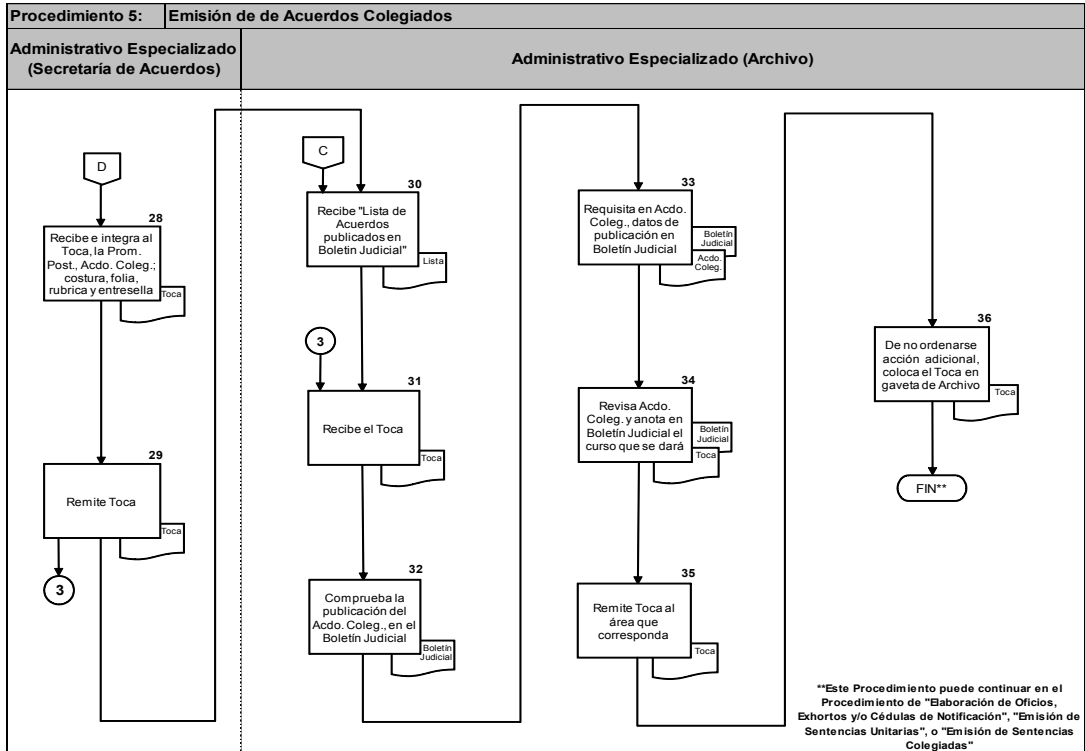 Procedimiento 5: Emisión de de Acuerdos Colegiados
Administrativo Especializado
(Secretaría de Acuerdos)
Administrativo Especializado (Archivo)
D
28
Recibe e integra al
Toca, la Prom.
Post., Acdo. Coleg.;
costura, folia,
rubrica y entresella
Toca
29
Remite Toca
Toca
3
C
30
Recibe "Lista de
Acuerdos
publicados en
Boletin Judicial"
Lista
3
31
Recibe el Toca
Toca
32
Comprueba la
publicación del
Acdo. Coleg., en el
Boletín Judicial
Boletín
Judicial
33
Requisita en Acdo.
Coleg., datos de
publicación en
Boletín Judicial
Boletín
Judicial
Acdo.
Coleg.
34
Revisa Acdo.
Coleg. y anota en
Boletín Judicial el
curso que se dará
Boletín
Judicial
Toca
35
Remite Toca al
área que
corresponda
Toca
36
De no ordenarse
acción adicional,
coloca el Toca en
gaveta de Archivo
Toca
FIN**
**Este Procedimiento puede continuar en el
Procedimiento de "Elaboración de Oficios,
Exhortos y/o Cédulas de Notificación", "Emisión de
Sentencias Unitarias", o "Emisión de Sentencias
Colegiadas"